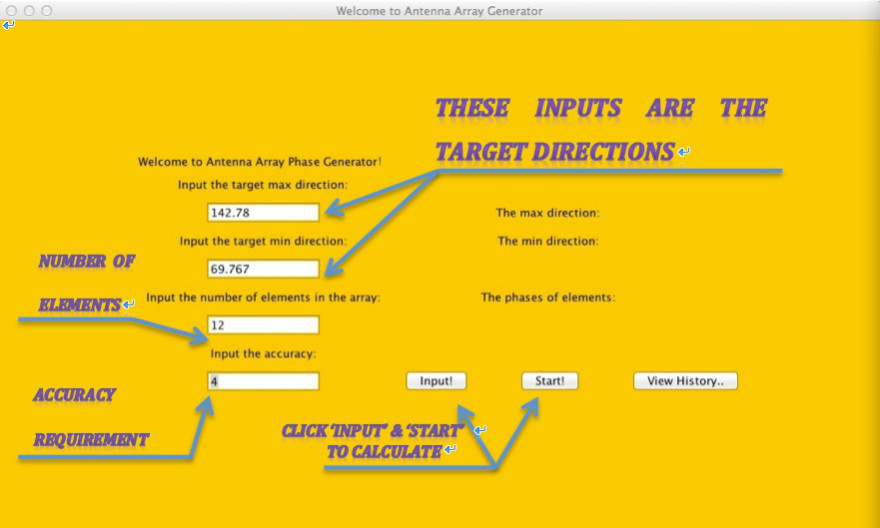 Welcome to Antenna Array Generator
THESE INPUTS ARE THE
TARGET DIRECTIONS
Welcome to Antenna Array Phase Generator!
Input the target max direction:
142.78
The max direction:
Input the target min direction:
The min direction:
69.767
NUMBER OF
ELEMENTS
Input the number of elements in the array:
The phases of elements:
12
Input the accuracy:
4
Input!
Start!
View History..
ACCURACY
REQUIREMENT
CLICK ‘INPUT’ & ‘START’
TO CALCULATE